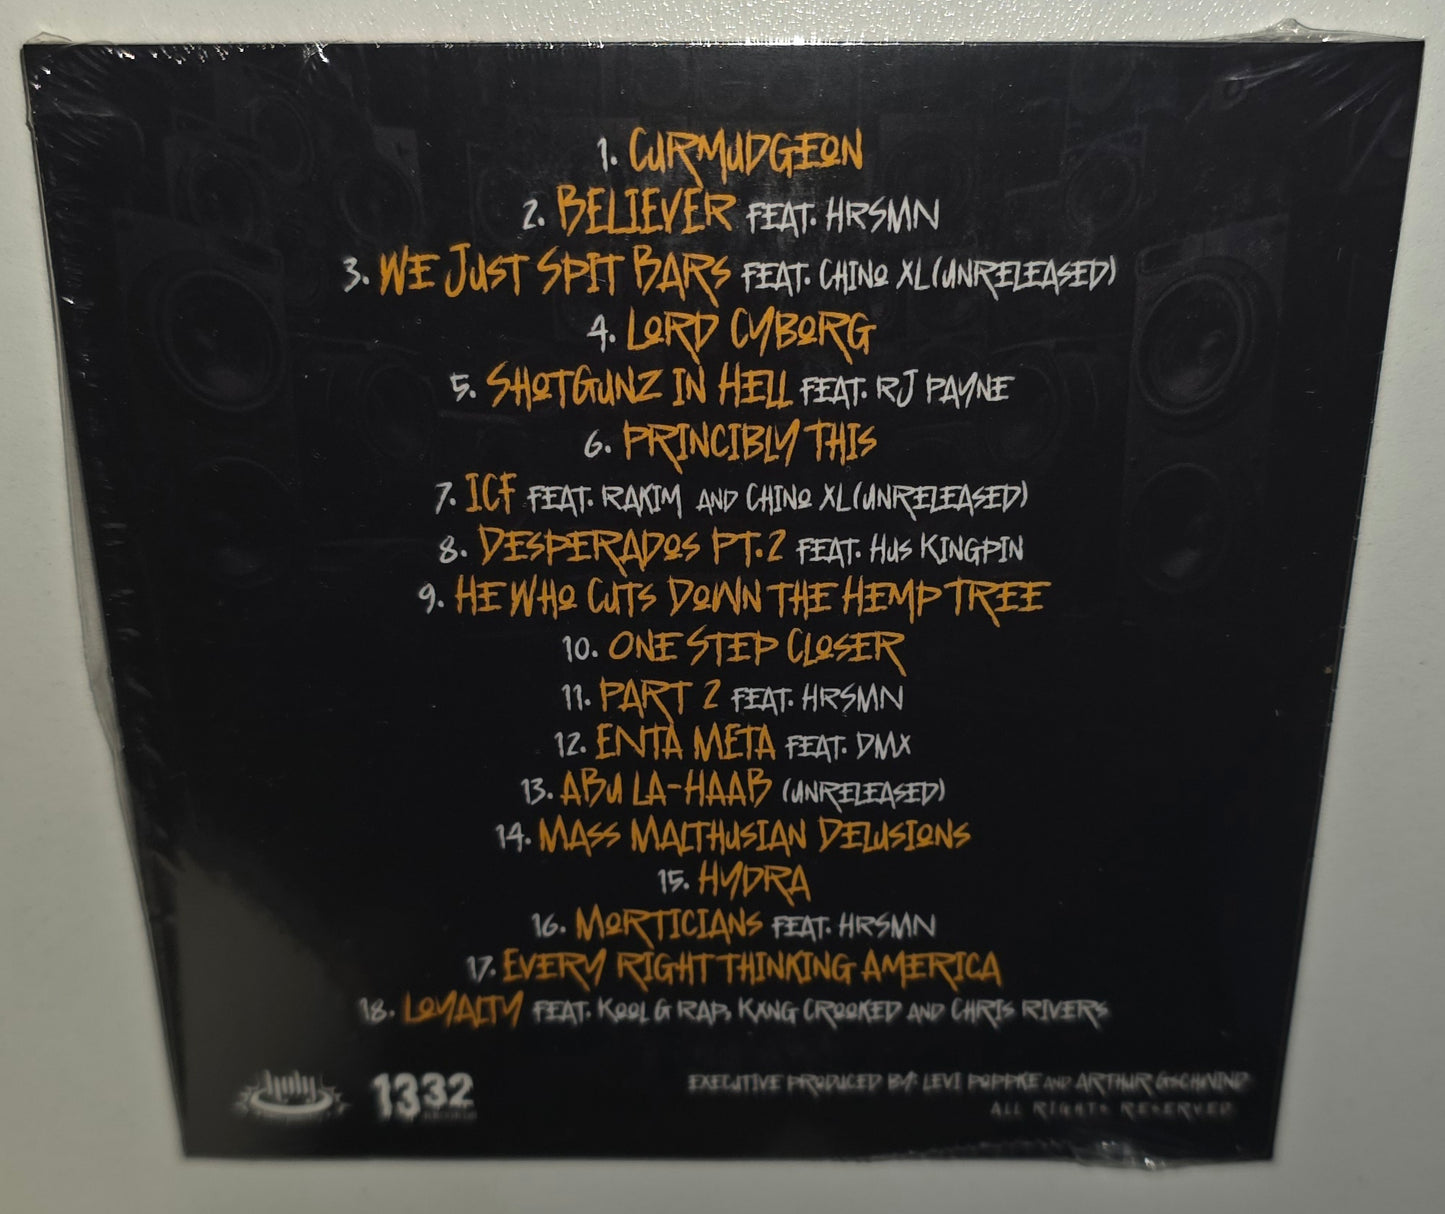 1. CURMUDGEON
2. BELIEVER FEAT. HRSMN
3. WE JUST SPIT BARS FEAT. CHINO XL (UNRELEASED)
4. LORD CYBORG
5. SHOTGUNZ IN HELL FEAT. RJ PAYNE
6. PRINCIBLY THIS
7. ICF FEAT. RAKIM AND CHINO XL (UNRELEASED)
8. DESPERADOS PT.2 FEAT. HUS KINGPIN
9. HE WHO CUTS DOWN THE HEMP TREE
10. ONE STEP CLOSER
11. PART 2 FEAT. HRSMN
12. ENTA META FEAT. DMX
13. ABU LA-HAAB (UNRELEASED)
14. MASS MALTHUSIAN DELUSIONS
15. HYDRA
16. MORTICIANS FEAT. HRSMN
17. EVERY RIGHT THINKING AMERICA
18. LOYALTY FEAT. KOOL G RAP, KXNG CROOKED AND CHRIS RIVERS
holy
1332
EXECUTIVE PRODUCED BY: LEVI POPPKE AND ARTHUR GSCHWIND
ALL RIGHTS RESERVED